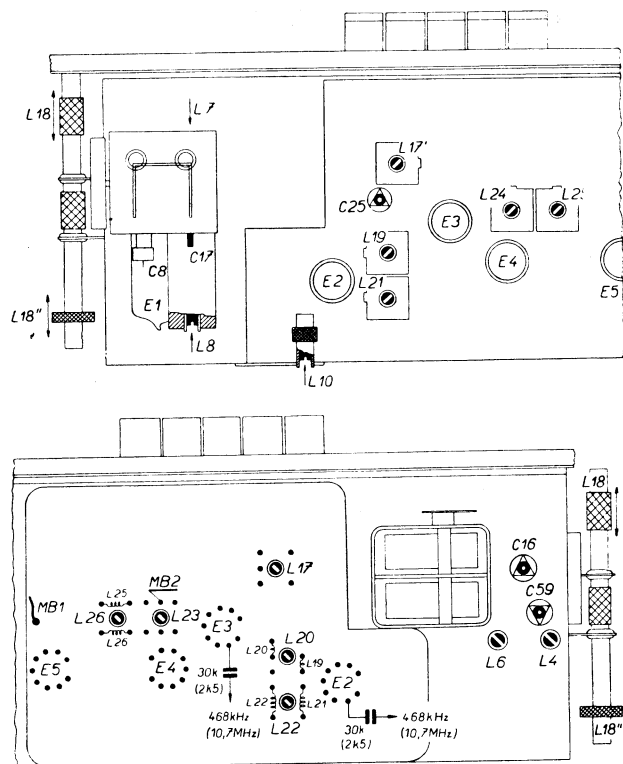 L18
L7
L17'
C25
E3
L24
L25
L19
E2
E4
L21
E5
C8
C17
E1
L18"
L8
L10
L18
C16
L17
MB2
L25
C59
MB1
L26
L23
E3
L26
L20
L20
L19
L6
L4
E5
E4
30k
(2k5)
E2
L22
L21
468kHz
(10,7MHz)
L22
30k
(2k5)
468kHz
(10,7MHz)
L18"